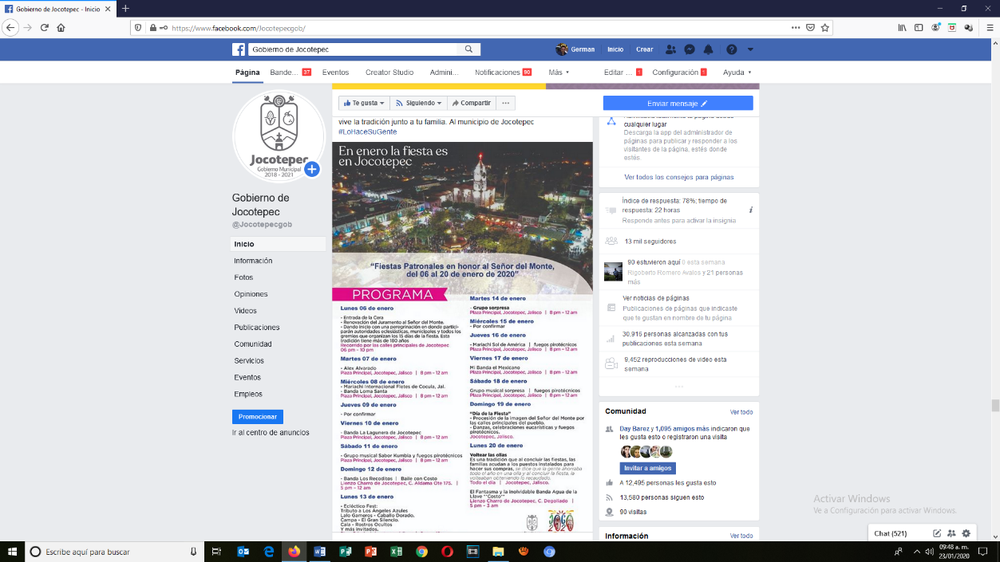 Gobierno de Jocotepec - Inicio
https://www.facebook.com/Jocotepecgob/
Gobierno de Jocotepec
German
Inicio
Crear
Página
Bande... 37
Eventos
Creator Studio
Admini...
Notificaciones 90
Más
Editar ... 1
Configuración 1
Ayuda
Jocotepec
Gobierno Municipal
2018 - 2021
Gobierno de
Jocotepec
@Jocotepecgob
Inicio
Información
Fotos
Opiniones
Videos
Publicaciones
Comunidad
Servicios
Eventos
Empleos
Promocionar
Ir al centro de anuncios
Te gusta
Siguiendo
Compartir
Enviar mensaje
vive la tradición junto a tu familia. Al municipio de Jocotepec
#LoHaceSuGente
En enero la fiesta es
en Jocotepec
“Fiestas Patronales en honor al Señor del Monte,
del 06 al 20 de enero de 2020”
PROGRAMA
Lunes 06 de enero
- Entrada de la Cera
- Renovación del Juramento al Señor del Monte.
- Dando inicio con una peregrinación en donde partici-
parán autoridades eclesiásticas, municipales y todos los
gremios que organizan los 15 días de la fiesta. Esta
tradición tiene más de 180 años
Recorrido por las calles principales de Jocotepec
06 pm - 10 pm
Martes 07 de enero
- Alex Alvarado
Plaza Principal, Jocotepec, Jalisco | 8 pm - 12 am
Miércoles 08 de enero
- Mariachi Internacional Fletes de Cocula, Jal.
- Banda Loma Santa
Plaza Principal, Jocotepec, Jalisco | 8 pm - 12 am
Jueves 09 de enero
- Por confirmar
Viernes 10 de enero
- Banda La Lagunera de Jocotepec
Plaza Principal, Jocotepec, Jalisco | 8 pm - 12 am
Sábado 11 de enero
- Grupo musical Sabor Kumbia y fuegos pirotécnicos
Plaza Principal, Jocotepec, Jalisco | 8 pm - 12 am
Domingo 12 de enero
- Banda Los Recoditos | Baile con Costo
Lienzo Charro de Jocotepec, C. Aldama Ote 175. |
5 pm - 12 am
Lunes 13 de enero
- Ecléctico Fest:
Tributo a Los Ángeles Azules
Lalo Gameros - Caballo Dorado.
Campa - El Gran Silencio.
Cala - Rostros Ocultos
Y más invitados.
Martes 14 de enero
- Grupo sorpresa
Plaza Principal, Jocotepec, Jalisco | 8 pm - 12 am
Miércoles 15 de enero
- Por confirmar
Jueves 16 de enero
- Mariachi Sol de América | fuegos pirotécnicos
Plaza Principal, Jocotepec, Jalisco | 8 pm - 12 am
Viernes 17 de enero
Mi Banda el Mexicano
Plaza Principal, Jocotepec, Jalisco | 8 pm - 12 am
Sábado 18 de enero
Grupo musical sorpresa | fuegos pirotécnicos
Plaza Principal, Jocotepec, Jalisco | 8 pm - 12 am
Domingo 19 de enero
“Día de la Fiesta”
- Procesión de la imagen del Señor del Monte por
las calles principales del pueblo.
- Danzas, celebraciones eucarísticas y fuegos
pirotécnicos.
Jocotepec, Jalisco.
Lunes 20 de enero
Voltear las ollas
Es una tradición que al concluir las fiestas, las
familias acudan a los puestos instalados para
hacer sus compras, se dice que la gente ahorraba
todo el año en una olla y al concluir la fiesta, la
volteaban obteniendo lo recaudado.
Todo el día | Jocotepec, Jalisco.
El Fantasma y la Inolvidable Banda Agua de la
Llave “Costo”
Lienzo Charro de Jocotepec, C. Degollado |
5 pm - 3 am
2020
cualquier lugar
Descarga la app del administrador de
páginas para publicar y responder a los
visitantes de la página, estés donde
estés:
Ver todos los consejos para páginas
Índice de respuesta: 78%; tiempo de
respuesta: 22 horas
Responde antes para activar la insignia
13 mil seguidores
90 estuvieron aquí 0 esta semana
Rigoberto Romero Avalos y 21 personas
más
Ver noticias de páginas
Publicaciones de páginas que indicaste
que te gustan en nombre de tu página
30,916 personas alcanzadas con tus
publicaciones esta semana
9,452 reproducciones de video esta
semana
Comunidad
Ver todo
Day Barez y 1,095 amigos más indicaron que
les gusta esto o registraron una visita
Invitar a amigos
A 12,495 personas les gusta esto
13,580 personas siguen esto
90 visitas
Información
Ver todo
Activar Windows
Ve a Configuración para activar Windows.
Chat (521)
Escribe aquí para buscar
09:48 a. m.
23/01/2020